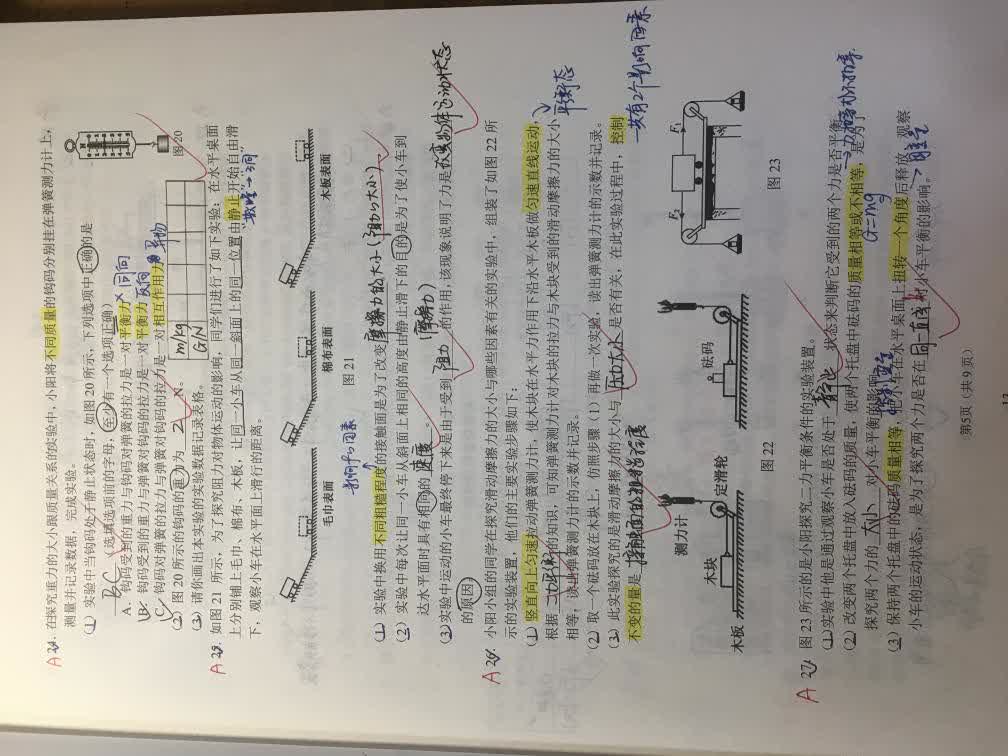 A 24. 在探究重力的大小跟质量关系的实验中，小阳将不同质量的钩码分别挂在弹簧测力计上，
测量并记录数据，完成实验。
(1) 实验中当钩码处于静止状态时，如图 20 所示，下列选项中正确的是
BC （选填选项前的字母，至少有一个选项正确）
A. 钩码受到的重力与钩码对弹簧的拉力是一对平衡力 × 同向
B. 钩码受到的重力与弹簧对钩码的拉力是一对平衡力 反向
C. 钩码对弹簧的拉力与弹簧对钩码的拉力是一对相互作用力
(2) 图 20 所示的钩码的重力为 2 N。
(3) 请你画出本实验的实验数据记录表格。
m/kg
G/N
图 20
A 25. 如图 21 所示，为了探究阻力对物体运动的影响，同学们进行了如下实验：在水平桌面
上分别铺上毛巾、棉布、木板，让同一小车从同一斜面上的同一位置由静止开始自由滑
下，观察小车在水平面上滑行的距离。
毛巾表面
棉布表面
木板表面
图 21
(1) 实验中换用不同粗糙程度的接触面是为了改变摩擦力的大小（阻力大小）
(2) 实验中每次让同一小车从斜面上相同的高度由静止滑下的目的是为了使小车到
达水平面时具有相同的 速度 。
(3) 实验中运动的小车最终停下来是由于受到 阻力 的作用，该现象说明了力是改变物体运动状态
（摩擦力）
的原因。
A 26. 小阳小组的同学在探究滑动摩擦力的大小与哪些因素有关的实验中，组装了如图 22 所
示的实验装置，他们的主要实验步骤如下。
(1) 竖直向上匀速拉动弹簧测力计，使木块在水平力作用下沿水平木板做匀速直线运动，
平衡态
根据 二力平衡 的知识，可知弹簧测力计对木块的拉力与木块受到的滑动摩擦力的大小
相等，读出弹簧测力计的示数并记录。
(2) 取一个砝码放在木块上，仿照步骤（1）再做一次实验，读出弹簧测力计的示数并记录。
(3) 此实验探究的是滑动摩擦力的大小与 压力大小 是否有关，在此实验过程中，控制
不变的量是 接触面的粗糙程度
共有2个影响因素
木板
木块
测力计
定滑轮
砝码
图 22
图 23
A 27. 图 23 所示的是小阳探究二力平衡条件的实验装置。
(1) 实验中他是通过观察小车是否处于 静止 状态来判断它受到的两个力是否平衡。
(2) 改变两个托盘中放入砝码的质量，使两个托盘中砝码的质量相等或不相等，是为了
G=mg
探究两个力的 大小 对小车平衡的影响。
(3) 保持两个托盘中的砝码质量相等，把小车在水平桌面上扭转一个角度后释放，观察
小车的运动状态，是为了探究两个力是否在 同一直线 对小车平衡的影响。
第5页（共 9 页）